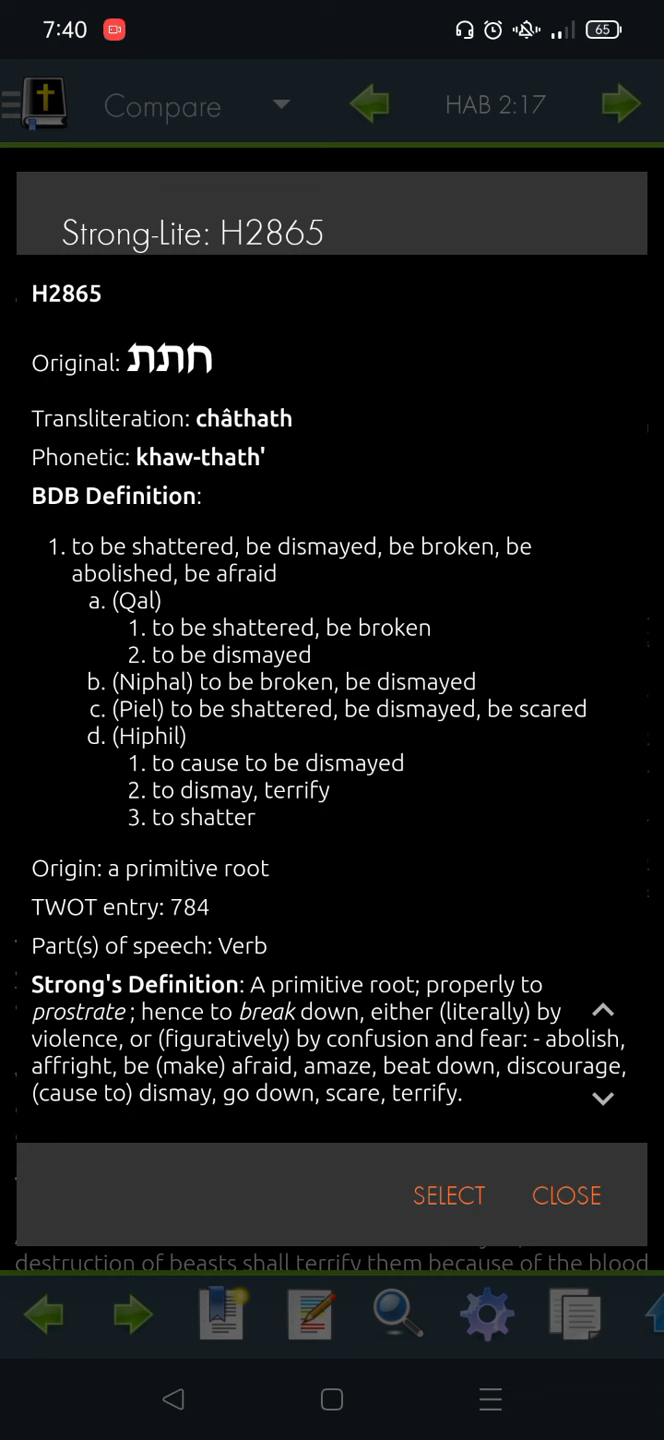 7:40
65
Compare
HAB 2:17
Strong-Lite: H2865
H2865
Original: חתת
Transliteration: châthath
Phonetic: khaw-thath'
BDB Definition:
1. to be shattered, be dismayed, be broken, be
abolished, be afraid
a. (Qal)
1. to be shattered, be broken
2. to be dismayed
b. (Niphal) to be broken, be dismayed
c. (Piel) to be shattered, be dismayed, be scared
d. (Hiphil)
1. to cause to be dismayed
2. to dismay, terrify
3. to shatter
Origin: a primitive root
TWOT entry: 784
Part(s) of speech: Verb
Strong's Definition: A primitive root; properly to
prostrate ; hence to break down, either (literally) by
violence, or (figuratively) by confusion and fear: - abolish,
affright, be (make) afraid, amaze, beat down, discourage,
(cause to) dismay, go down, scare, terrify.
SELECT
CLOSE
destruction of beasts shall terrify them because of the blood